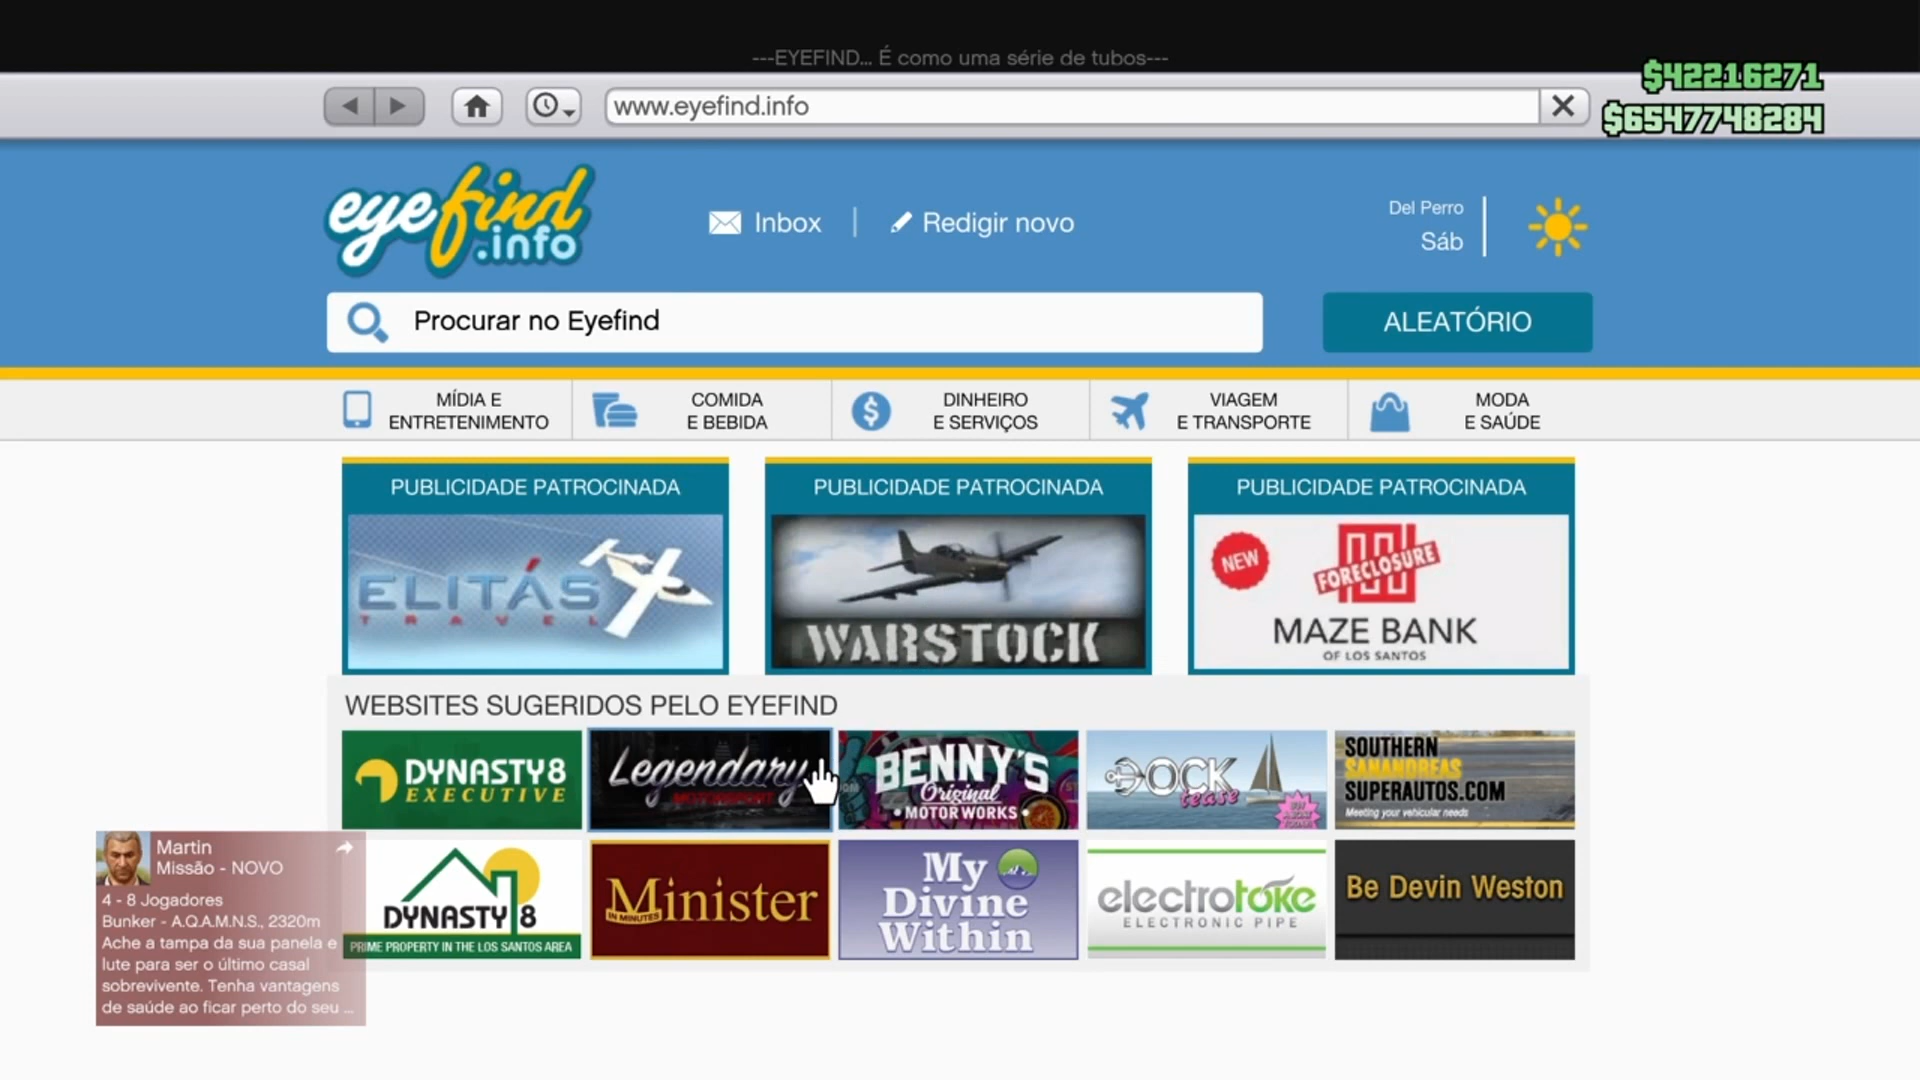 ---EYEFIND... É como uma série de tubos---
$42216271
www.eyefind.info
$6547748284
eyefind
.info
Inbox
Redigir novo
Del Perro
Sáb
Procurar no Eyefind
ALEATÓRIO
MÍDIA E
ENTRETENIMENTO
COMIDA
E BEBIDA
DINHEIRO
E SERVIÇOS
VIAGEM
E TRANSPORTE
MODA
E SAÚDE
PUBLICIDADE PATROCINADA
ELITÁS
TRAVEL
PUBLICIDADE PATROCINADA
WARSTOCK
PUBLICIDADE PATROCINADA
NEW
FORECLOSURE
MAZE BANK
OF LOS SANTOS
WEBSITES SUGERIDOS PELO EYEFIND
DYNASTY8
EXECUTIVE
Legendary
MOTORSPORT
BENNY'S
Original
• MOTOR WORKS •
DOCK
tease
SOUTHERN
SANANDREAS
SUPERAUTOS.COM
Meeting your vehicular needs
DYNASTY 8
PRIME PROPERTY IN THE LOS SANTOS AREA
Minister
IN MINUTES
My
Divine
Within
electrotoke
ELECTRONIC PIPE
Be Devin Weston
Martin
Missão - NOVO
4 - 8 Jogadores
Bunker - A.Q.A.M.N.S., 2320m
Ache a tampa da sua panela e
lute para ser o último casal
sobrevivente. Tenha vantagens
de saúde ao ficar perto do seu ...